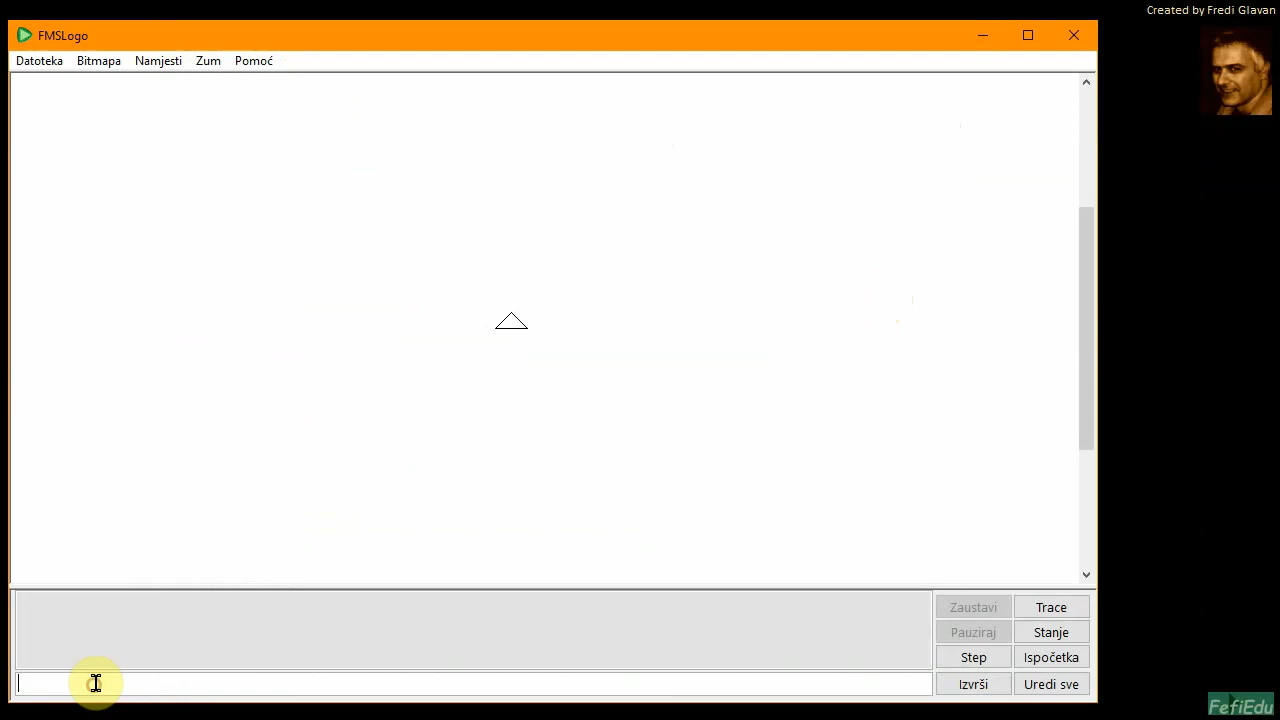 Created by Fredi Glavan
FMSLogo
Datoteka Bitmapa Namjesti Zum Pomoć
Zaustavi Trace
Pauziraj Stanje
Step Ispočetka
Izvrši Uredi sve
FefiEdu